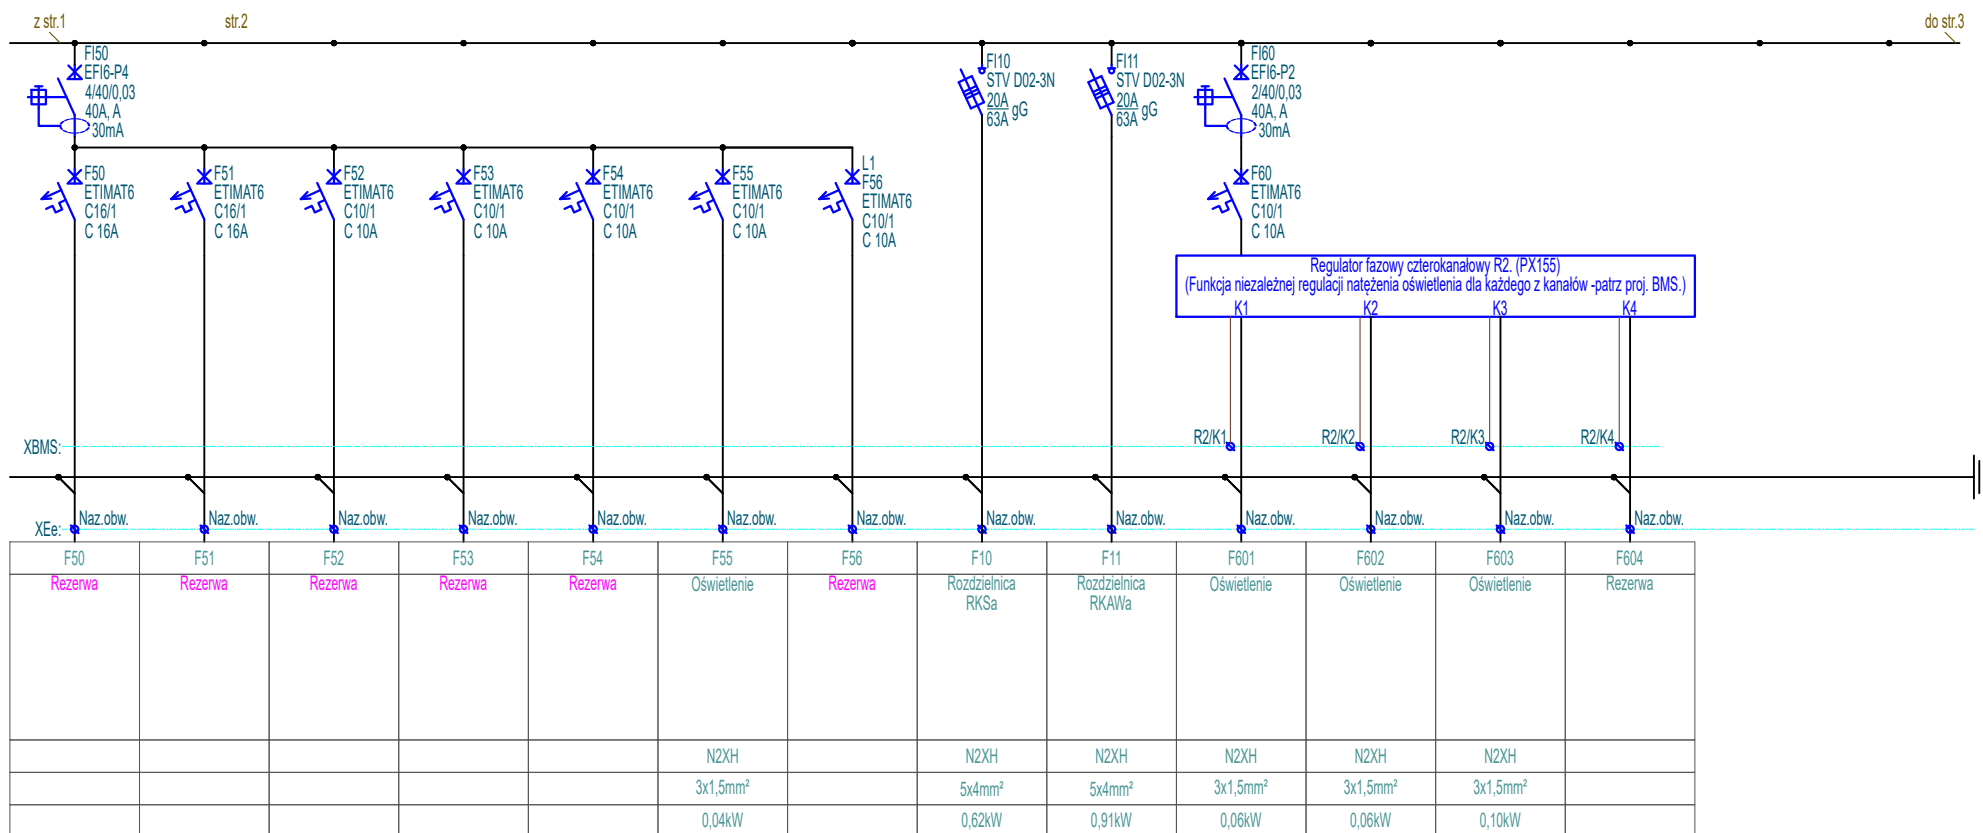 z str.1
str.2
do str.3
FI50
EFI6-P4
4/40/0,03
40A, A
30mA
FI10
STV D02-3N
20A
63A gG
FI11
STV D02-3N
20A
63A gG
FI60
EFI6-P2
2/40/0,03
40A, A
30mA
F50
ETIMAT6
C16/1
C 16A
F51
ETIMAT6
C16/1
C 16A
F52
ETIMAT6
C10/1
C 10A
F53
ETIMAT6
C10/1
C 10A
F54
ETIMAT6
C10/1
C 10A
F55
ETIMAT6
C10/1
C 10A
L1
F56
ETIMAT6
C10/1
C 10A
F60
ETIMAT6
C10/1
C 10A
Regulator fazowy czterokanałowy R2. (PX155)
(Funkcja niezależnej regulacji natężenia oświetlenia dla każdego z kanałów -patrz proj. BMS.)
K1 K2 K3 K4
XBMS: R2/K1 R2/K2 R2/K3 R2/K4
XEe: Naz.obw. Naz.obw. Naz.obw. Naz.obw. Naz.obw. Naz.obw. Naz.obw. Naz.obw. Naz.obw. Naz.obw. Naz.obw. Naz.obw. Naz.obw.
F50 F51 F52 F53 F54 F55 F56 F10 F11 F601 F602 F603 F604
Rezerwa Rezerwa Rezerwa Rezerwa Rezerwa Oświetlenie Rezerwa Rozdzielnica Rozdzielnica Oświetlenie Oświetlenie Oświetlenie Rezerwa
RKSa RKAWa
N2XH N2XH N2XH N2XH N2XH N2XH
3x1,5mm² 5x4mm² 5x4mm² 3x1,5mm² 3x1,5mm² 3x1,5mm²
0,04kW 0,62kW 0,91kW 0,06kW 0,06kW 0,10kW